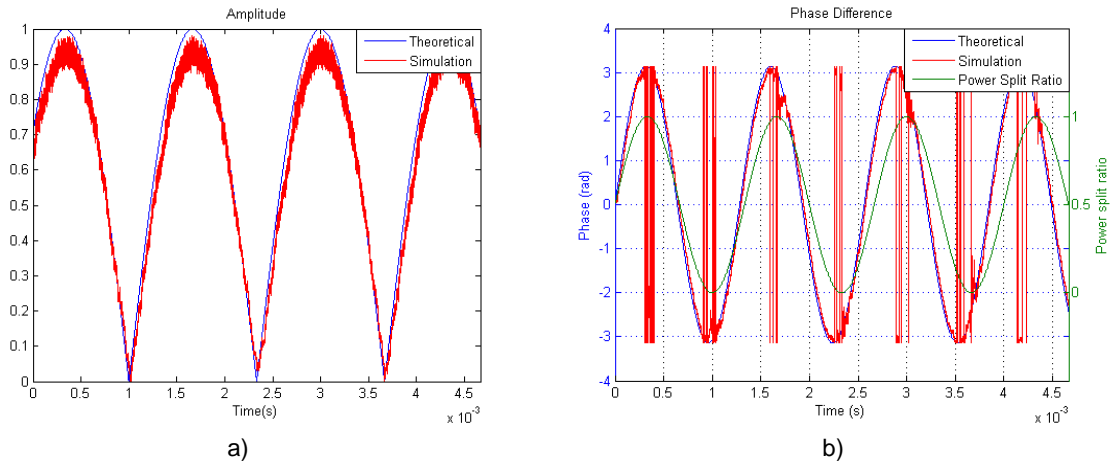 Amplitude
1
0.9
0.8
0.7
0.6
0.5
0.4
0.3
0.2
0.1
0
0 0.5 1 1.5 2 2.5 3 3.5 4 4.5
Time(s)
x 10⁻³
Theoretical
Simulation
a)
Phase Difference
Phase (rad)
4
3
2
1
0
-1
-2
-3
-4
0 0.5 1 1.5 2 2.5 3 3.5 4 4.5
Time (s)
x 10⁻³
Theoretical
Simulation
Power Split Ratio
1
0.5
0
Power split ratio
b)